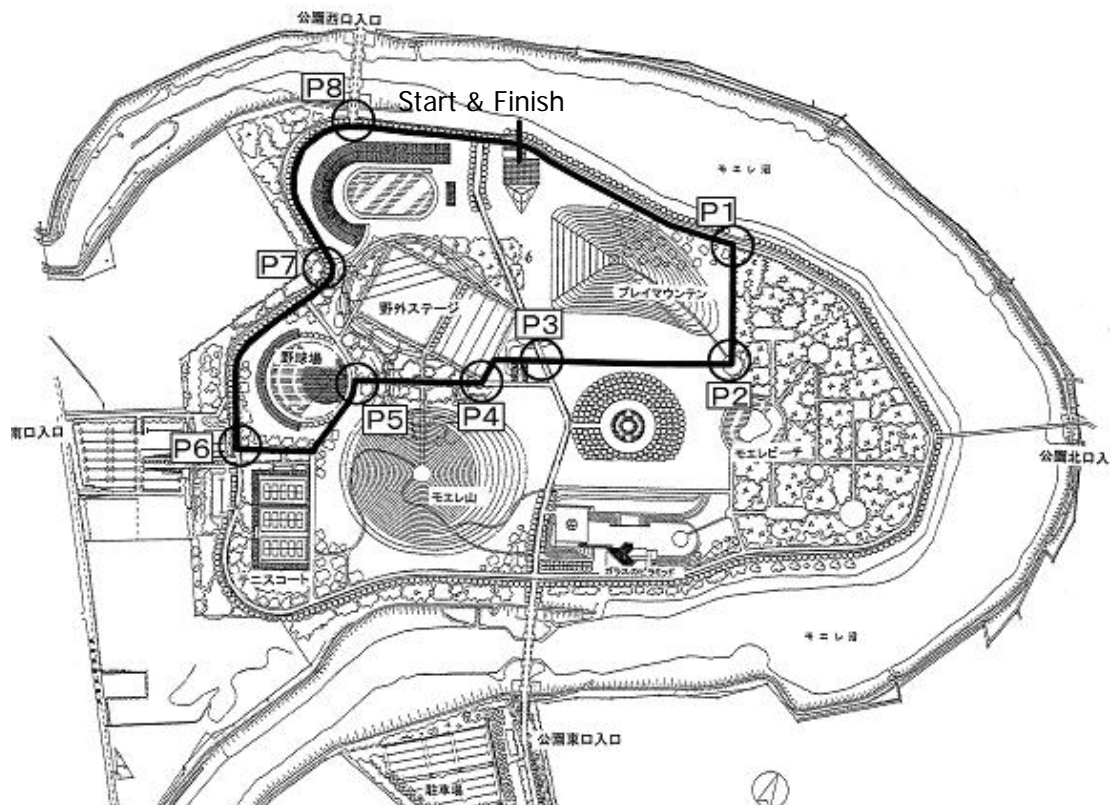 公園西口入口
P8
Start & Finish
モエレ沼
P1
P7
プレイマウンテン
野外ステージ
P3
野球場
P2
P5
P4
南口入口
P6
モエレビーチ
公園北口入
モエレ山
ガラスのピラミッド
テニスコート
モエレ沼
公園東口入口
駐車場